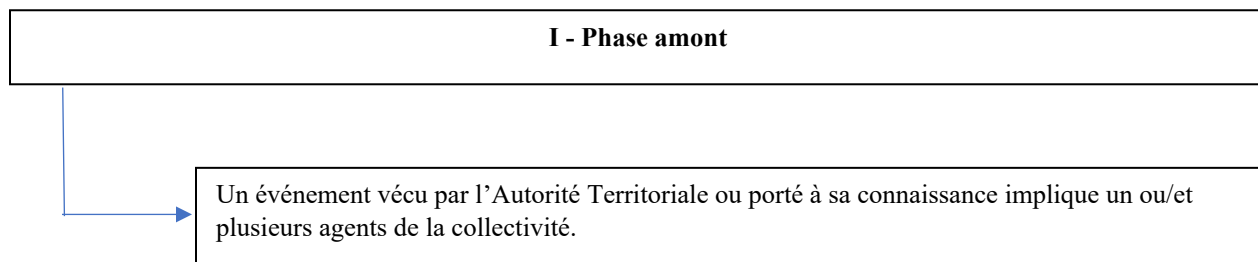 I - Phase amont
Un événement vécu par l’Autorité Territoriale ou porté à sa connaissance implique un ou/et
plusieurs agents de la collectivité.